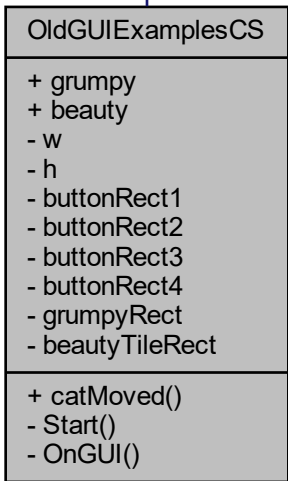 OldGUIExamplesCS
+ grumpy
+ beauty
- w
- h
- buttonRect1
- buttonRect2
- buttonRect3
- buttonRect4
- grumpyRect
- beautyTileRect
+ catMoved()
- Start()
- OnGUI()